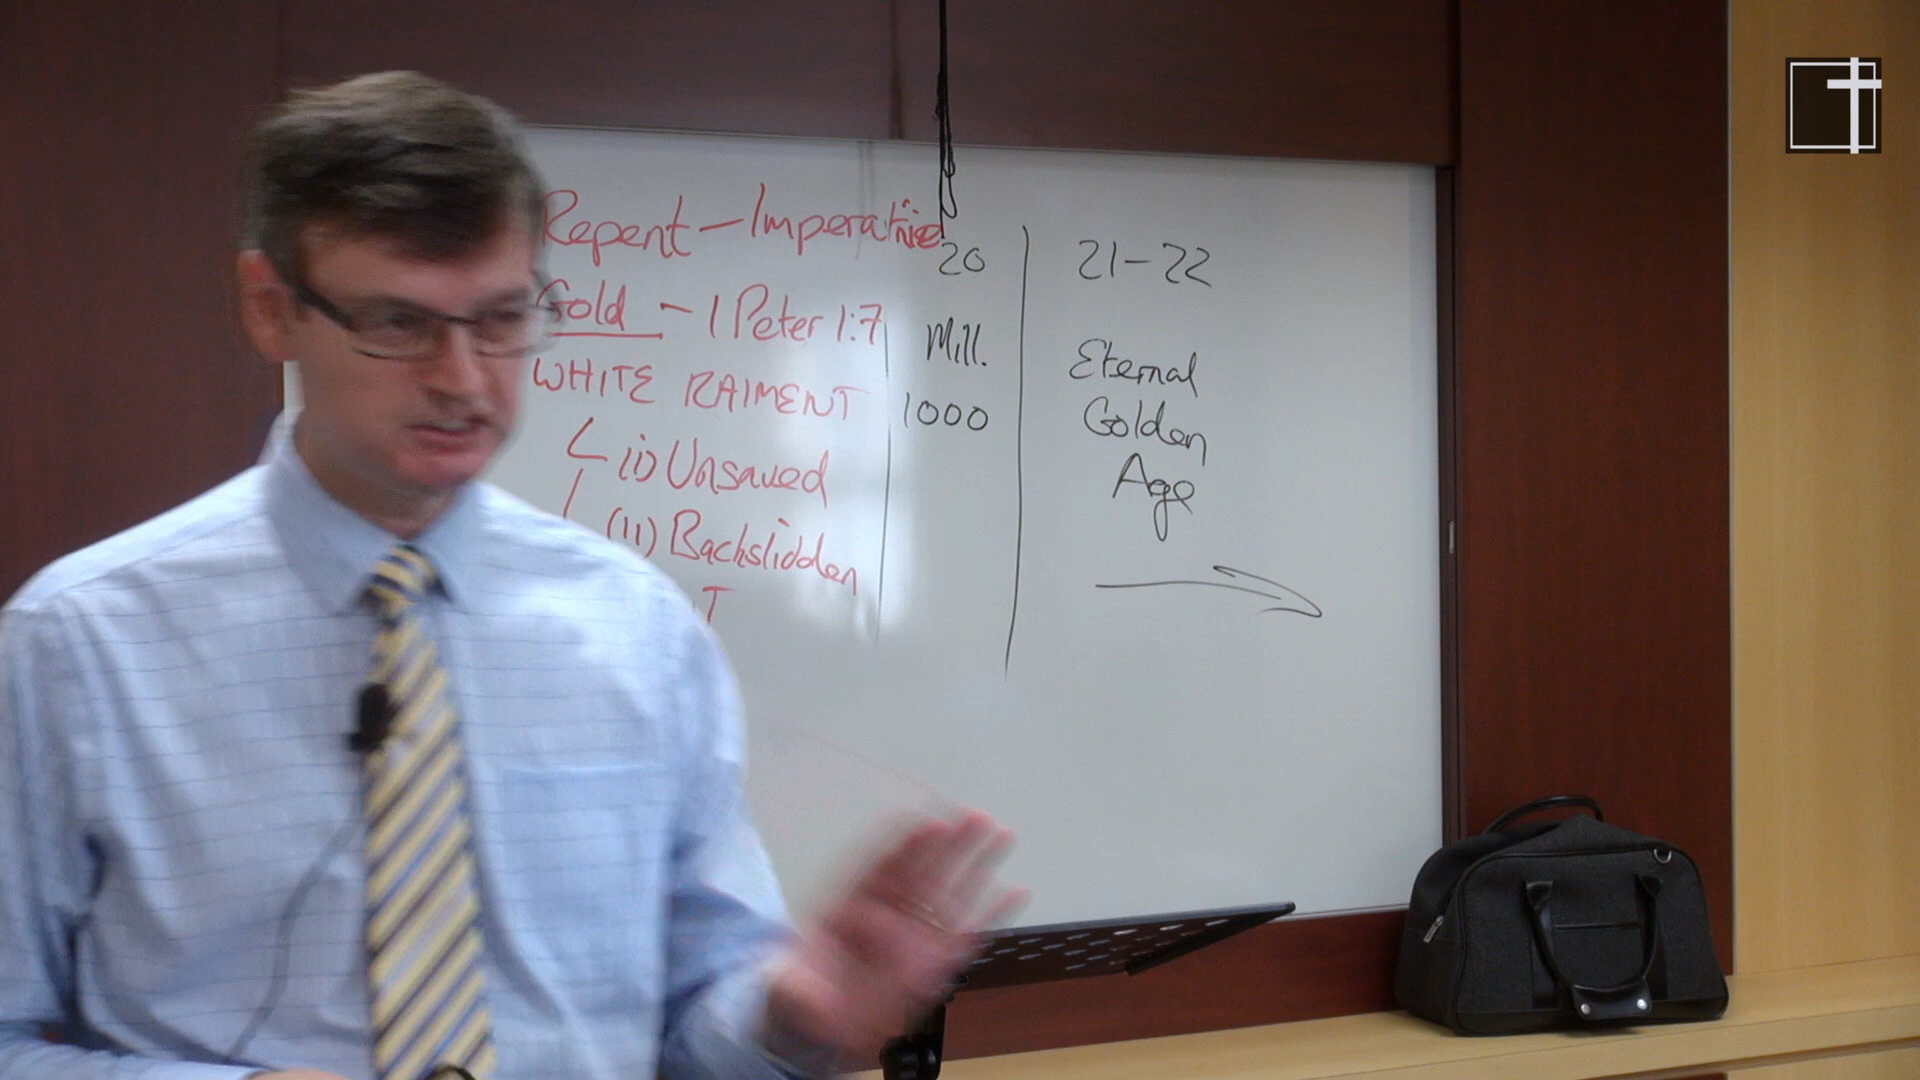 Repent - Imperative
Gold - 1 Peter 1:7
WHITE RAIMENT
(i) Unsaved
(ii) Backslidden
20
Mill.
1000
21-22
Eternal
Golden
Age